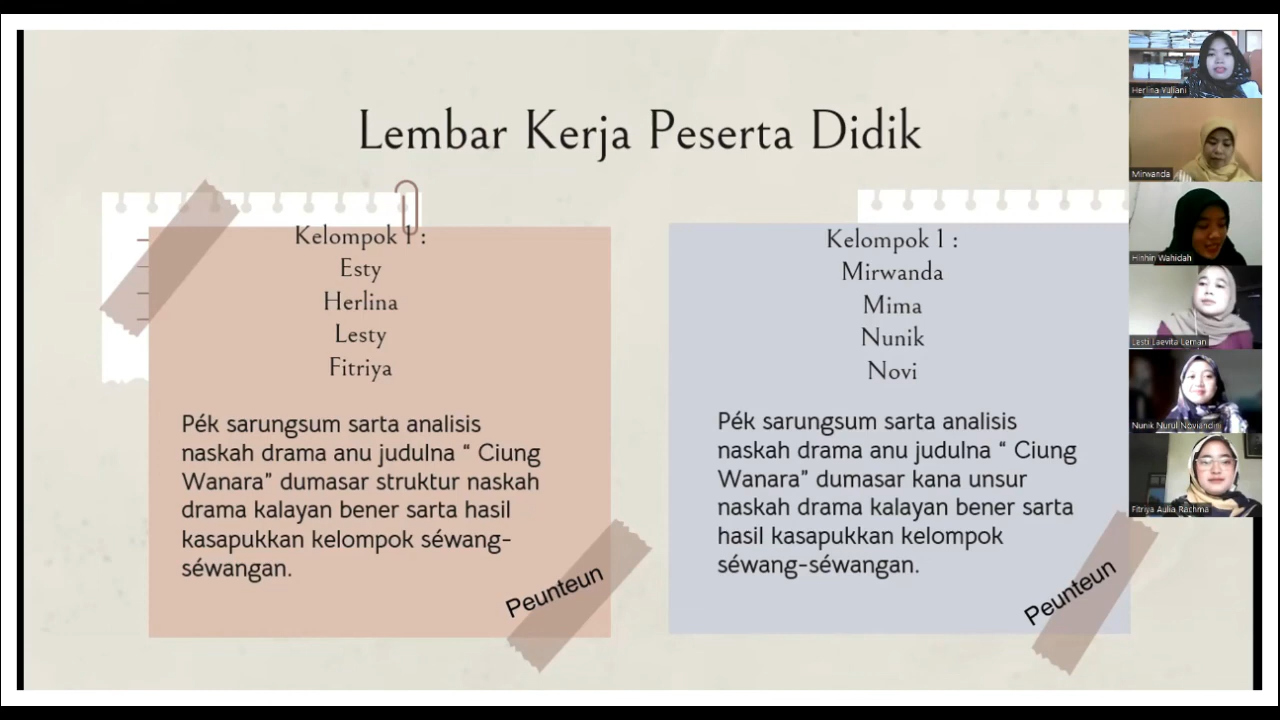 Lembar Kerja Peserta Didik
Kelompok 1 :
Esty
Herlina
Lesty
Fitriya
Pék sarungsum sarta analisis
naskah drama anu judulna “ Ciung
Wanara” dumasar struktur naskah
drama kalayan bener sarta hasil
kasapukkan kelompok séwang-
séwangan.
Peunteun
Kelompok 1 :
Mirwanda
Mima
Nunik
Novi
Pék sarungsum sarta analisis
naskah drama anu judulna “ Ciung
Wanara” dumasar kana unsur
naskah drama kalayan bener sarta
hasil kasapukkan kelompok
séwang-séwangan.
Peunteun
Herlina Yuliani
Mirwanda
Hinhin Wahidah
Lesti Laevita Leman
Nunik Nurul Noviandini
Fitriya Aulia Rachma